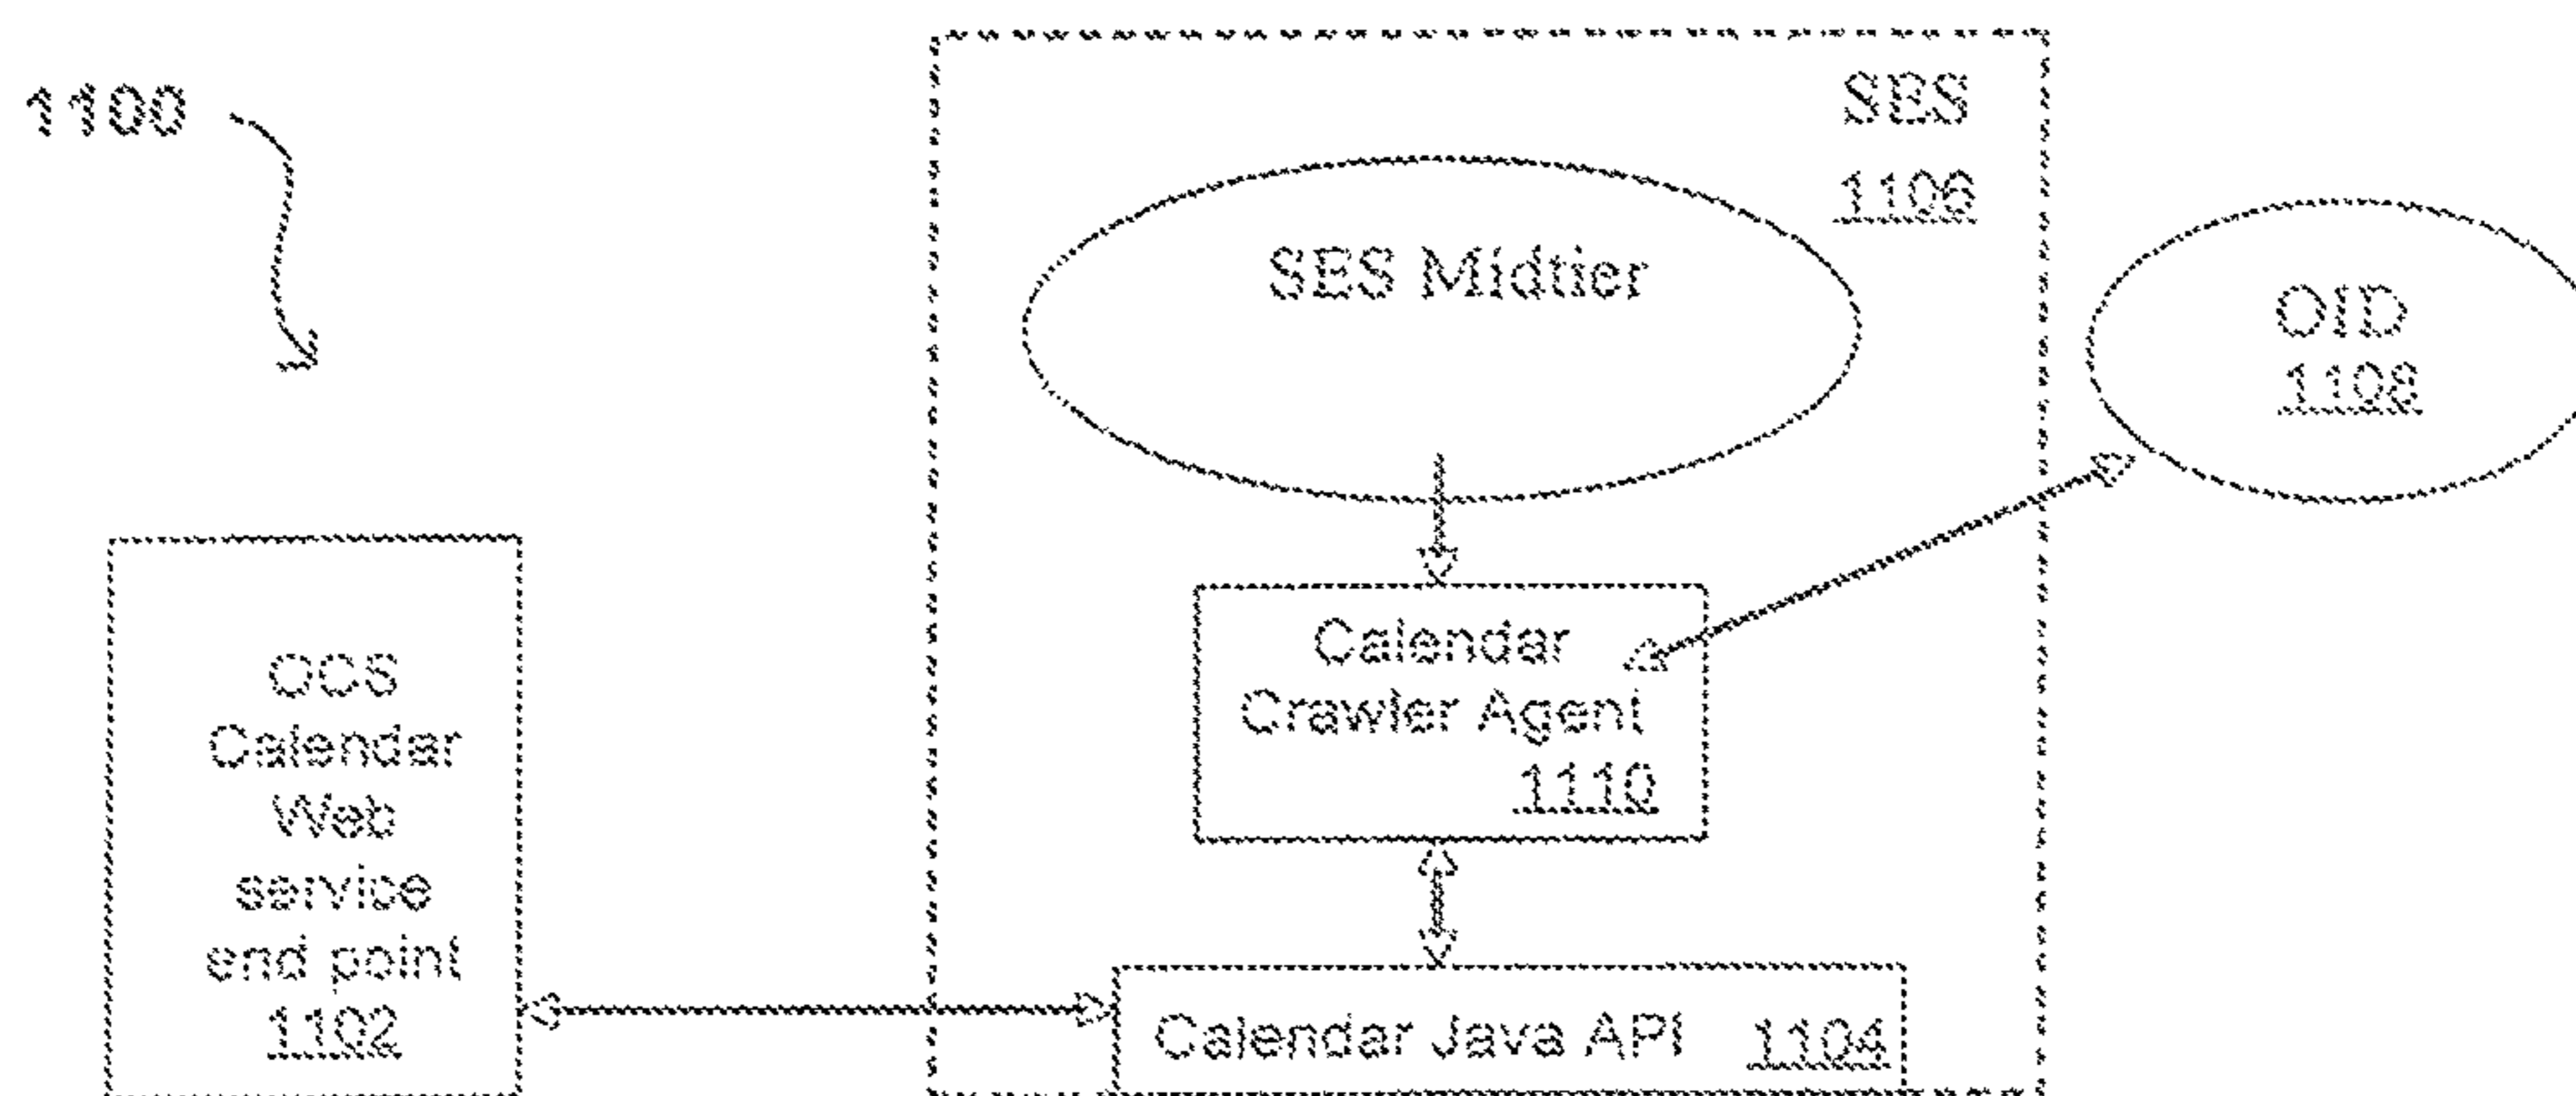 1100
SES
1106
SES Midtier
OID
1108
Calendar
Crawler Agent
1110
OCS
Calendar
Web
service
end point
1102
Calendar Java API 1104